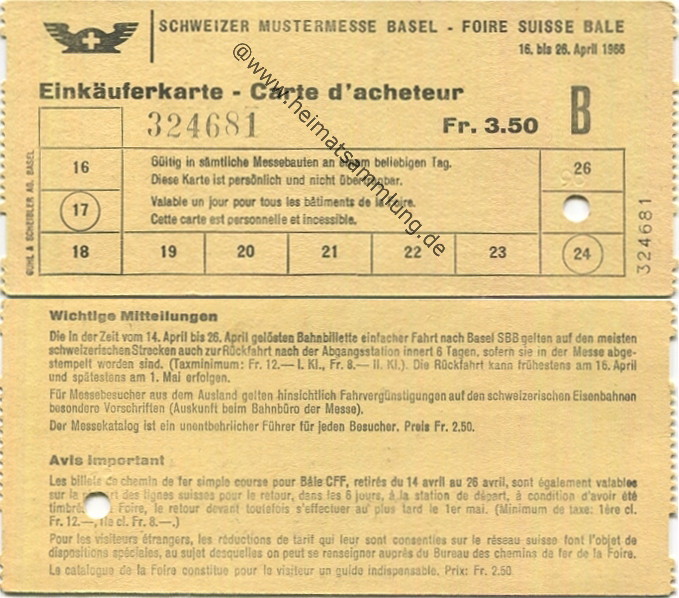 SCHWEIZER MUSTERMESSE BASEL - FOIRE SUISSE BALE
16. bis 26. April 1966
Einkäuferkarte - Carte d'acheteur
324681
Fr. 3.50
B
16
17
18
19
20
21
22
23
24
26
Gültig in sämtliche Messebauten an einem beliebigen Tag.
Diese Karte ist persönlich und nicht übertragbar.
Valable un jour pour tous les bâtiments de la foire.
Cette carte est personnelle et incessible.
324681
GÜHL & SCHEIBLER AG. BASEL
@www.heimatsammlung.de
Wichtige Mitteilungen
Die in der Zeit vom 14. April bis 26. April gelösten Bahnbillette einfacher Fahrt nach Basel SBB gelten auf den meisten
schweizerischen Strecken auch zur Rückfahrt nach der Abgangsstation innert 6 Tagen, sofern sie in der Messe abge-
stempelt worden sind. (Taxminimum: Fr. 12.— I. Kl., Fr. 8.— II. Kl.). Die Rückfahrt kann frühestens am 16. April
und spätestens am 1. Mai erfolgen.
Für Messebesucher aus dem Ausland gelten hinsichtlich Fahrvergünstigungen auf den schweizerischen Eisenbahnen
besondere Vorschriften (Auskunft beim Bahnbüro der Messe).
Der Messekatalog ist ein unentbehrlicher Führer für jeden Besucher. Preis Fr. 2.50.
Avis important
Les billets de chemin de fer simple course pour Bâle CFF, retirés du 14 avril au 26 avril, sont également valables
sur la des lignes suisses pour le retour, dans les 6 jours, à la station de départ, à condition d'avoir été
timbrés la Foire, le retour devant toutefois s'effectuer au plus tard le 1er mai. (Minimum de taxe: 1ère cl.
Fr. 12.—, IIe cl. Fr. 8.—.)
Pour les visiteurs étrangers, les réductions de tarif qui leur sont consenties sur le réseau suisse font l'objet de
dispositions spéciales, au sujet desquelles on peut se renseigner auprès du Bureau des chemins de fer de la Foire.
Le catalogue de la Foire constitue pour le visiteur un guide indispensable. Prix: Fr. 2.50